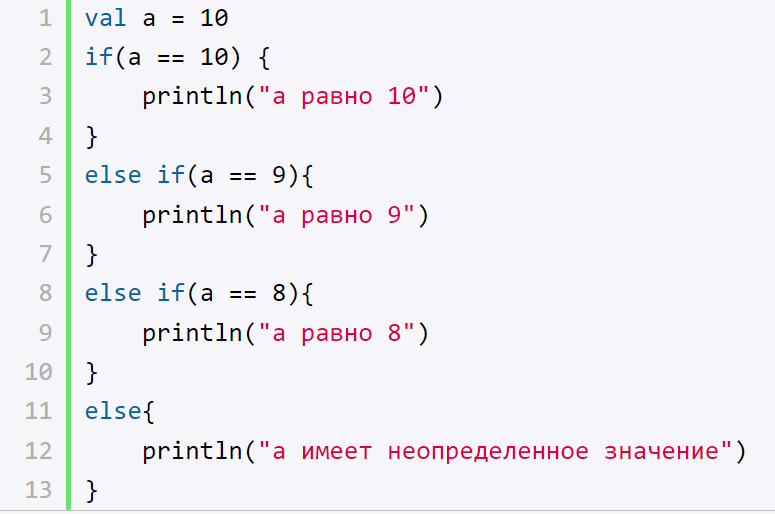 1 val a = 10
2 if(a == 10) {
3     println("a равно 10")
4 }
5 else if(a == 9){
6     println("a равно 9")
7 }
8 else if(a == 8){
9     println("a равно 8")
10 }
11 else{
12     println("a имеет неопределенное значение")
13 }